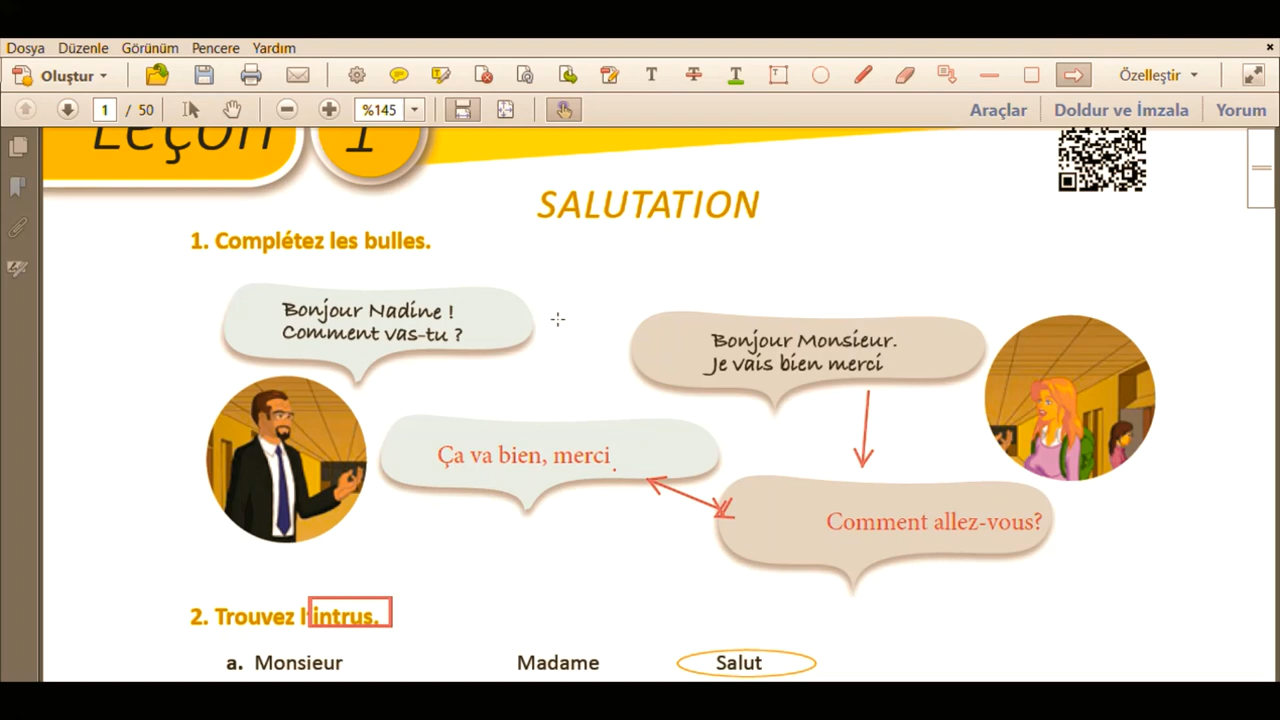 Dosya Düzenle Görünüm Pencere Yardım
Oluştur Özelleştir
1 / 50 %145 Araçlar Doldur ve İmzala Yorum
Leçon 1
SALUTATION
1. Complétez les bulles.
Bonjour Nadine !
Comment vas-tu ?
Bonjour Monsieur.
Je vais bien merci
Ça va bien, merci.
Comment allez-vous?
2. Trouvez l'intrus.
a. Monsieur Madame Salut